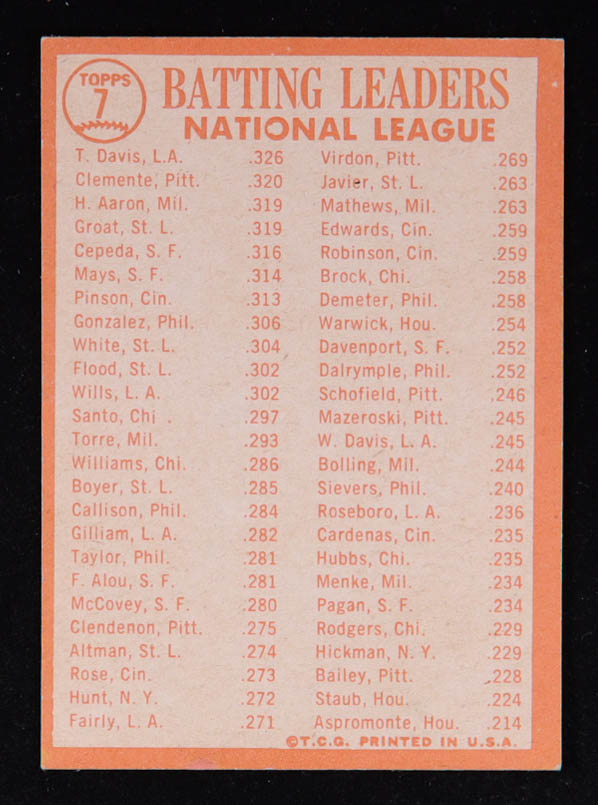 TOPPS
7
BATTING LEADERS
NATIONAL LEAGUE
T. Davis, L.A. .326
Clemente, Pitt. .320
H. Aaron, Mil. .319
Groat, St. L. .319
Cepeda, S. F. .316
Mays, S. F. .314
Pinson, Cin. .313
Gonzalez, Phil. .306
White, St. L. .304
Flood, St. L. .302
Wills, L. A. .302
Santo, Chi . .297
Torre, Mil. .293
Williams, Chi. .286
Boyer, St. L. .285
Callison, Phil. .284
Gilliam, L. A. .282
Taylor, Phil. .281
F. Alou, S. F. .281
McCovey, S. F. .280
Clendenon, Pitt. .275
Altman, St. L. .274
Rose, Cin. .273
Hunt, N. Y. .272
Fairly, L. A. .271
Virdon, Pitt. .269
Javier, St. L. .263
Mathews, Mil. .263
Edwards, Cin. .259
Robinson, Cin. .259
Brock, Chi. .258
Demeter, Phil. .258
Warwick, Hou. .254
Davenport, S. F. .252
Dalrymple, Phil. .252
Schofield, Pitt. .246
Mazeroski, Pitt. .245
W. Davis, L. A. .245
Bolling, Mil. .244
Sievers, Phil. .240
Roseboro, L. A. .236
Cardenas, Cin. .235
Hubbs, Chi. .235
Menke, Mil. .234
Pagan, S. F. .234
Rodgers, Chi. .229
Hickman, N. Y. .229
Bailey, Pitt. .228
Staub, Hou. .224
Aspromonte, Hou. .214
©T.C.G. PRINTED IN U.S.A.